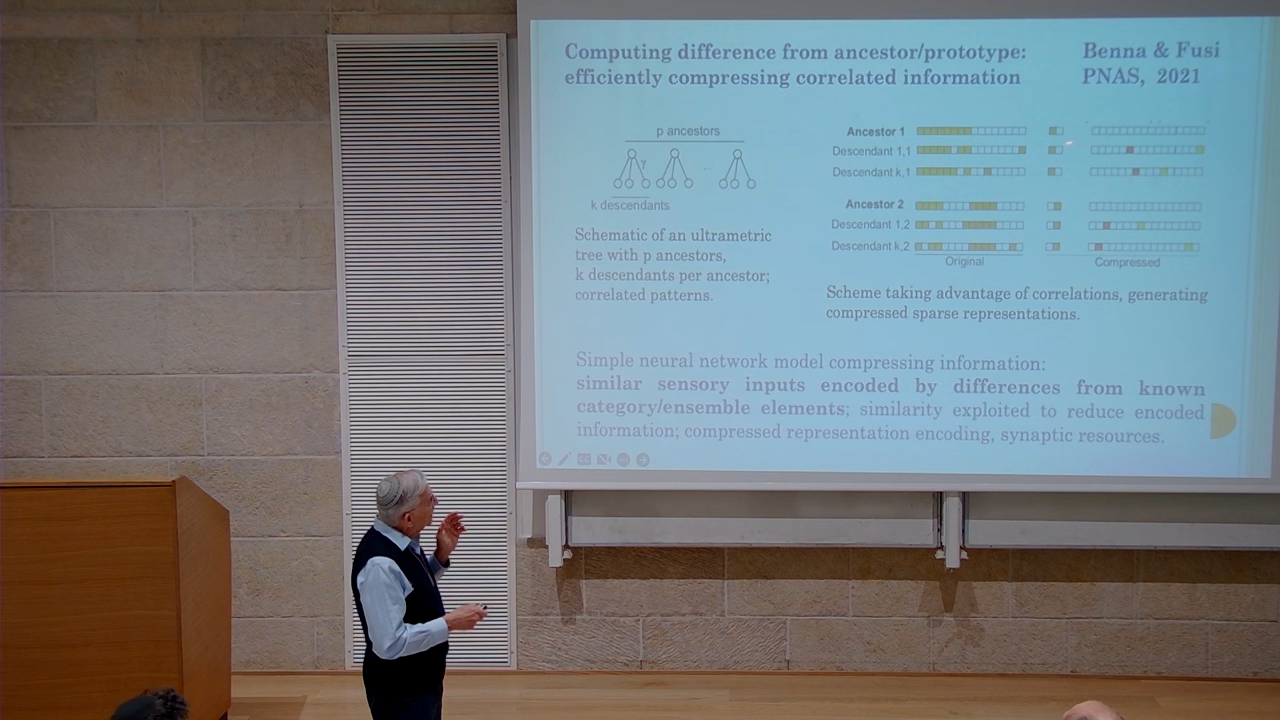 Computing difference from ancestor/prototype:
efficiently compressing correlated information
Benna & Fusi
PNAS, 2021
p ancestors
γ
k descendants
Schematic of an ultrametric
tree with p ancestors,
k descendants per ancestor;
correlated patterns.
Ancestor 1
Descendant 1,1
Descendant k,1
Ancestor 2
Descendant 1,2
Descendant k,2
Original
Compressed
Scheme taking advantage of correlations, generating
compressed sparse representations.
Simple neural network model compressing information:
similar sensory inputs encoded by differences from known
category/ensemble elements; similarity exploited to reduce encoded
information; compressed representation encoding, synaptic resources.